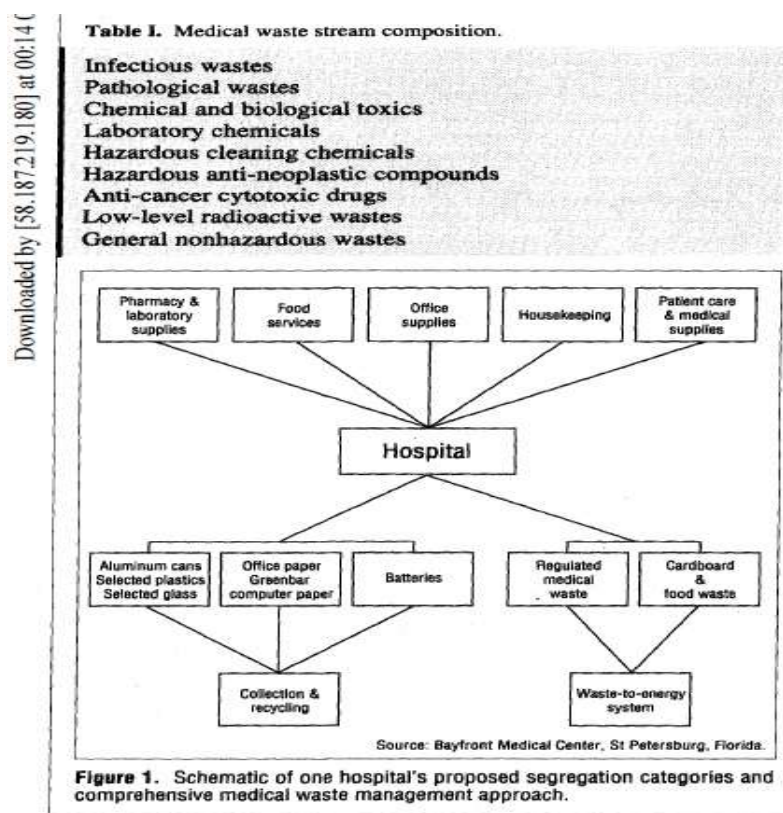 Downloaded by [58.187.219.180] at 00:14
Table I. Medical waste stream composition.
Infectious wastes
Pathological wastes
Chemical and biological toxics
Laboratory chemicals
Hazardous cleaning chemicals
Hazardous anti-neoplastic compounds
Anti-cancer cytotoxic drugs
Low-level radioactive wastes
General nonhazardous wastes
Pharmacy &
laboratory
supplies
Food
services
Office
supplies
Housekeeping
Patient care
& medical
supplies
Hospital
Aluminum cans
Selected plastics
Selected glass
Office paper
Greenbar
computer paper
Batteries
Regulated
medical
waste
Cardboard
&
food waste
Collection &
recycling
Waste-to-energy
system
Source: Bayfront Medical Center, St Petersburg, Florida.
Figure 1. Schematic of one hospital's proposed segregation categories and
comprehensive medical waste management approach.